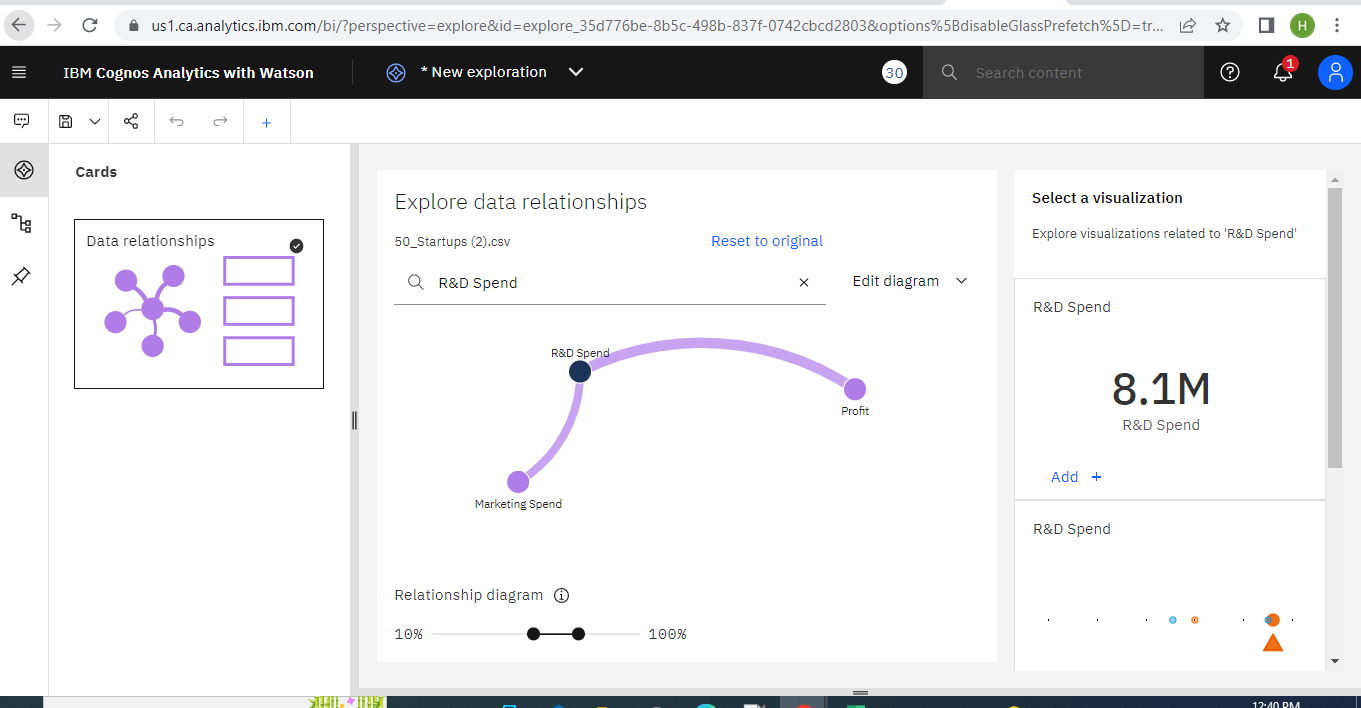 us1.ca.analytics.ibm.com/bi/?perspective=explore&id=explore_35d776be-8b5c-498b-837f-0742cbcd2803&options%5BdisableGlassPrefetch%5D=tr...
H
IBM Cognos Analytics with Watson
* New exploration
30
Search content
1
Cards
Data relationships
Explore data relationships
50_Startups (2).csv
Reset to original
R&D Spend
Edit diagram
R&D Spend
Profit
Marketing Spend
Relationship diagram
10%
100%
Select a visualization
Explore visualizations related to 'R&D Spend'
R&D Spend
8.1M
R&D Spend
Add +
R&D Spend
12:40 PM